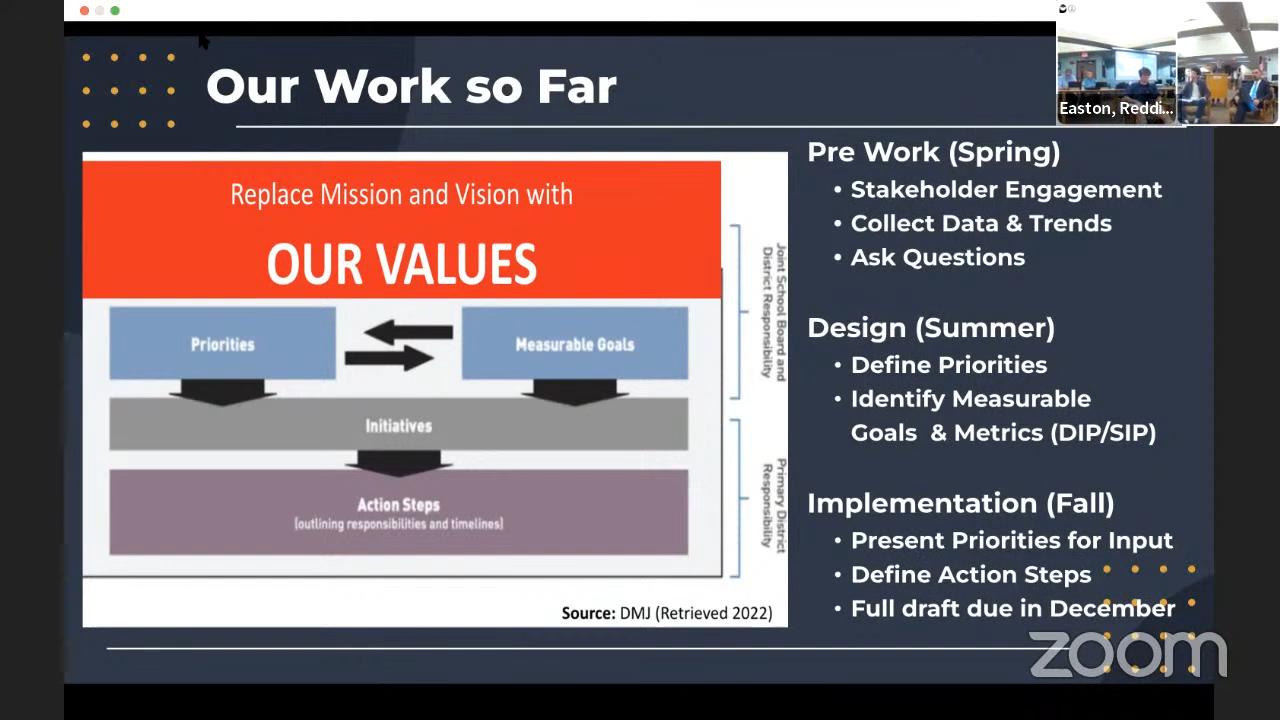 Our Work so Far
Easton, Reddi...
Replace Mission and Vision with
OUR VALUES
Priorities
Measurable Goals
Initiatives
Action Steps
(outlining responsibilities and timelines)
Joint School Board and
District Responsibility
Primary District
Responsibility
Source: DMJ (Retrieved 2022)
Pre Work (Spring)
• Stakeholder Engagement
• Collect Data & Trends
• Ask Questions
Design (Summer)
• Define Priorities
• Identify Measurable
Goals & Metrics (DIP/SIP)
Implementation (Fall)
• Present Priorities for Input
• Define Action Steps
• Full draft due in December
zoom